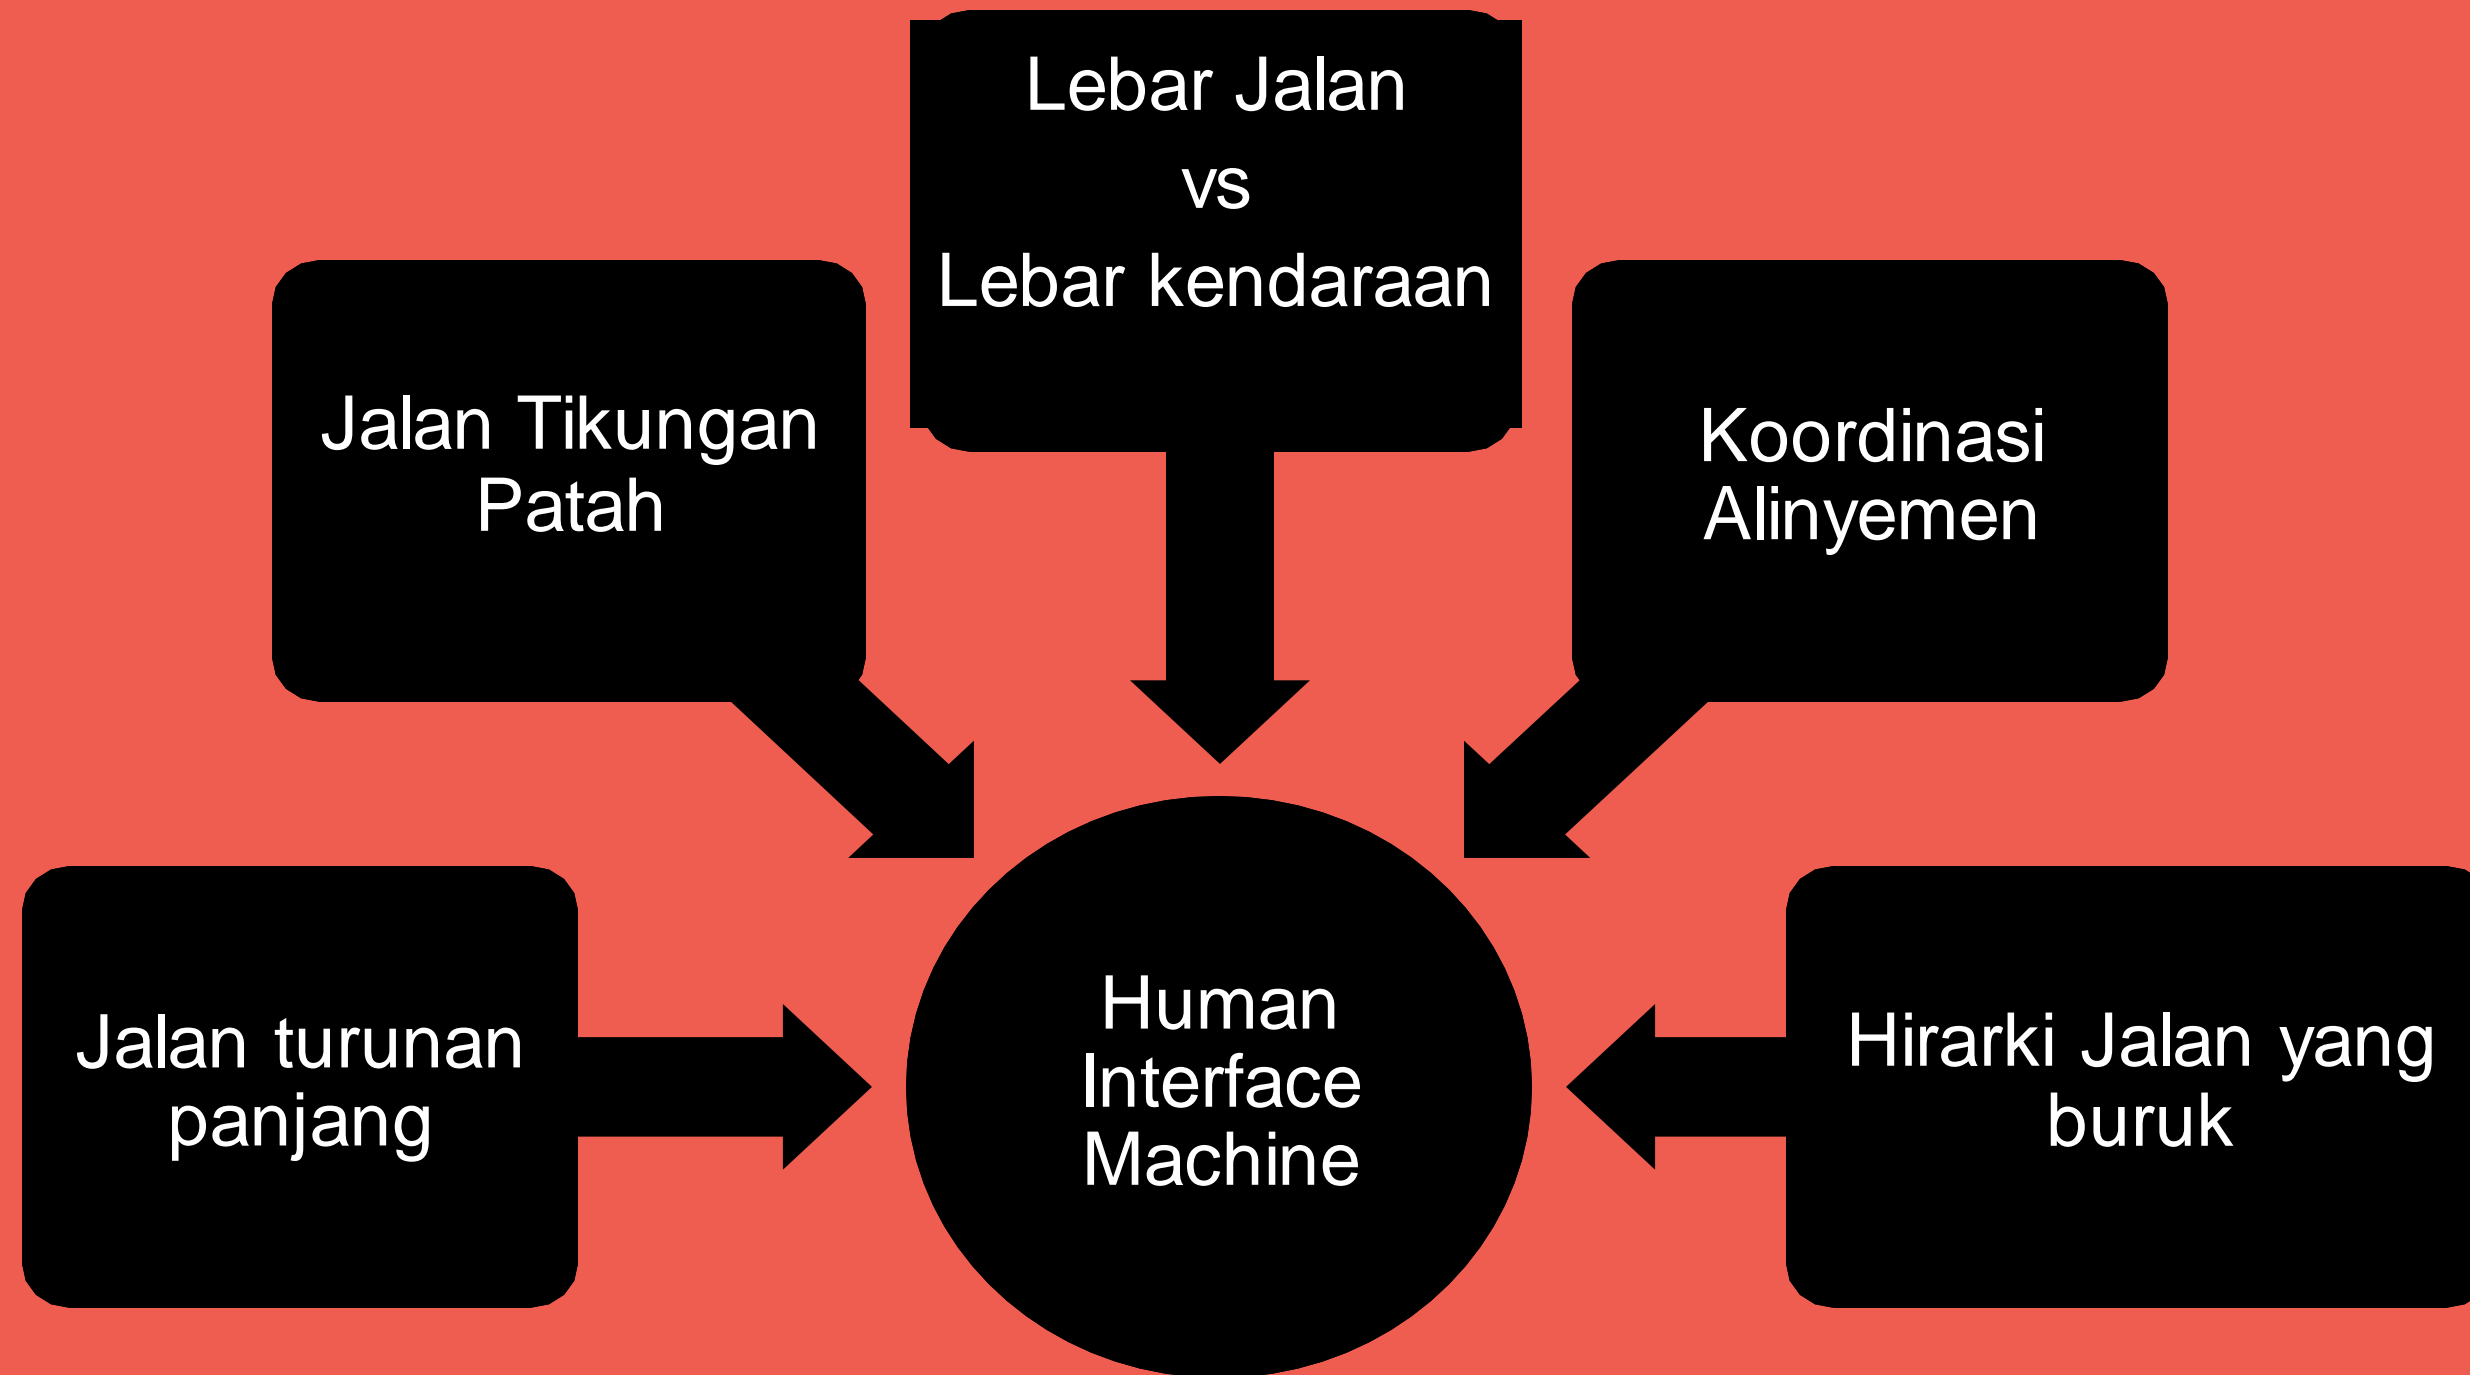 Lebar Jalan
vs
Lebar kendaraan
Jalan Tikungan
Patah
Koordinasi
Alinyemen
Jalan turunan
panjang
Human
Interface
Machine
Hirarki Jalan yang
buruk